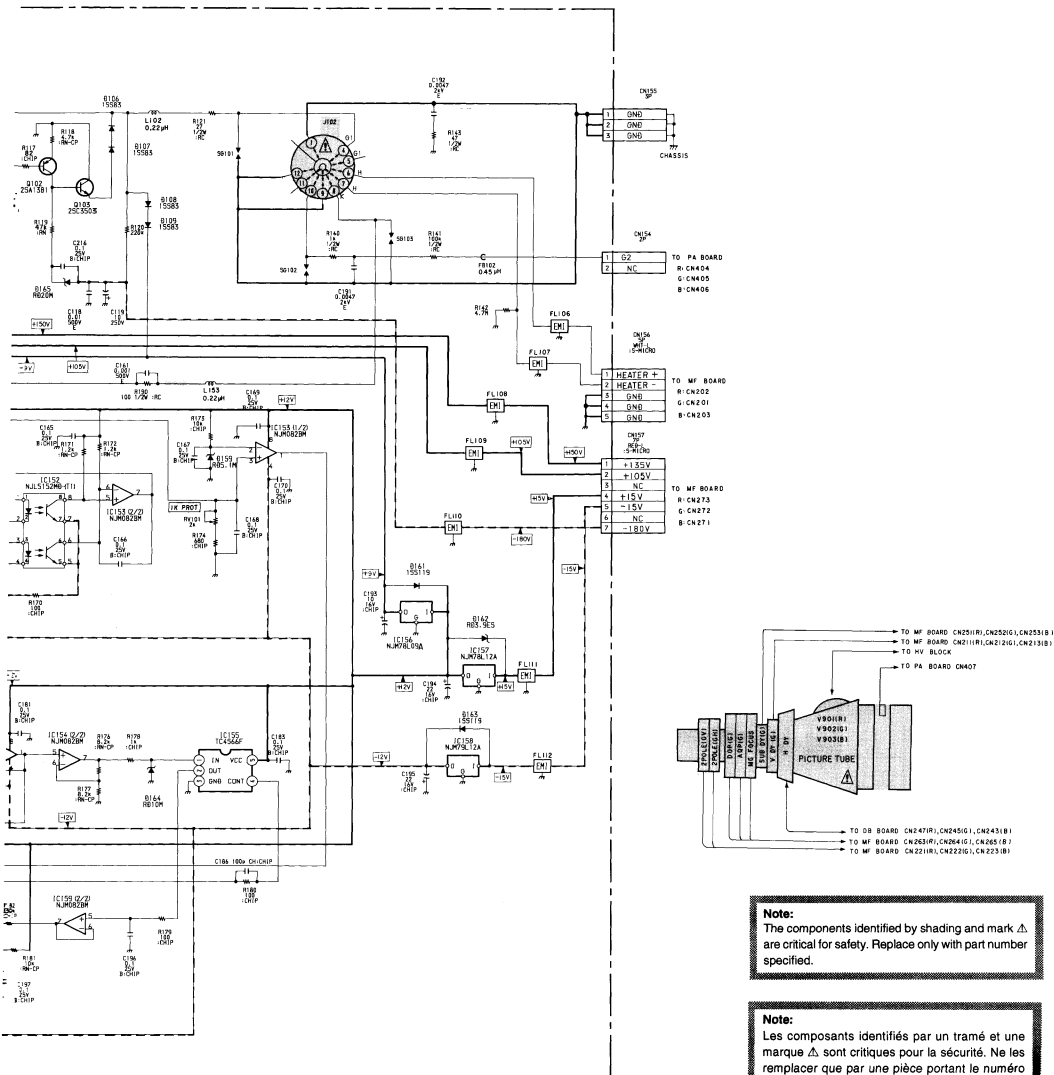 C192
0.0047
2kV
E
CN155
3P
1 GND
2 GND
3 GND
CHASSIS
D106
1SS83
L102
0.22μH
R121
27
1/2W
:RC
J102
R143
47
1/2W
:RC
R118
4.7k
:RN-CP
R117
82
:CHIP
D107
1SS83
SG101
Q102
2SA1381
Q103
2SC3503
D108
1SS83
D109
1SS83
R119
47k
:RN
R120
220k
C216
0.1
25V
B:CHIP
R140
1k
1/2W
:RC
R141
100k
1/2W
:RC
SG103
SG102
FB102
0.45μH
CN154
2P
1 G2
2 NC
TO PA BOARD
R:CN404
G:CN405
B:CN406
D165
RD20M
C118
0.01
500V
E
C119
10
250V
C191
0.0047
2kV
E
R142
4.7M
FL106
EMI
+150V
-9V
+105V
C161
0.001
500V
E
R190
100 1/2W :RC
L153
0.22μH
FL107
EMI
CN156
5P
WHT-L
:S-MICRO
1 HEATER +
2 HEATER -
3 GND
4 GND
5 GND
TO MF BOARD
R:CN202
G:CN201
B:CN203
FL108
EMI
+12V
C169
0.1
25V
B:CHIP
R173
10k
:CHIP
IC153 (1/2)
NJM082BM
C165
0.1
25V
B:CHIP
R171
1.2k
:RN-CP
R172
1.2k
:RN-CP
C167
0.1
25V
B:CHIP
D159
RD5.1M
FL109
EMI
+105V
+150V
CN157
7P
RED-L
:S-MICRO
1 +135V
2 +105V
3 NC
4 +15V
5 -15V
6 NC
7 -180V
TO MF BOARD
R:CN273
G:CN272
B:CN271
IC152
NJL5152MD-(T1)
IC153 (2/2)
NJM082BM
C170
0.1
25V
B:CHIP
IK PROT
RV101
2k
C168
0.1
25V
B:CHIP
R174
680
:CHIP
C166
0.1
25V
B:CHIP
FL110
EMI
+15V
-180V
-15V
R170
100
:CHIP
+9V
D161
1SS119
C193
10
16V
:CHIP
IC156
NJM78L09A
D162
RD3.9ES
IC157
NJM78L12A
FL111
EMI
+12V
C194
22
16V
:CHIP
+15V
D163
1SS119
IC158
NJM79L12A
-12V
C195
22
16V
:CHIP
-15V
FL112
EMI
C181
0.1
25V
B:CHIP
IC154 (2/2)
NJM082BM
R176
8.2k
:RN-CP
R178
1k
:CHIP
IC155
TC4S66F
IN VCC
OUT
GND CONT
C183
0.1
25V
B:CHIP
R177
8.2k
:RN-CP
D164
RD10M
-12V
C186 100p CH:CHIP
R180
100
:CHIP
IC159 (2/2)
NJM082BM
R179
100
:CHIP
C196
0.1
25V
B:CHIP
R181
10k
:RN-CP
C197
0.1
25V
B:CHIP
TO MF BOARD CN251(R),CN252(G),CN253(B)
TO MF BOARD CN211(R),CN212(G),CN213(B)
TO HV BLOCK
TO PA BOARD CN407
2POLE(GV)
2POLE(GH)
DQP(G)
AQP(G)
MG FOCUS
SUB DY(G)
V DY (G)
H DY
V901(R)
V902(G)
V903(B)
PICTURE TUBE
TO DB BOARD CN247(R),CN245(G),CN243(B)
TO MF BOARD CN263(R),CN264(G),CN265(B)
TO MF BOARD CN221(R),CN222(G),CN223(B)
Note:
The components identified by shading and mark ⚠
are critical for safety. Replace only with part number
specified.
Note:
Les composants identifiés par un tramé et une
marque ⚠ sont critiques pour la sécurité. Ne les
remplacer que par une pièce portant le numéro